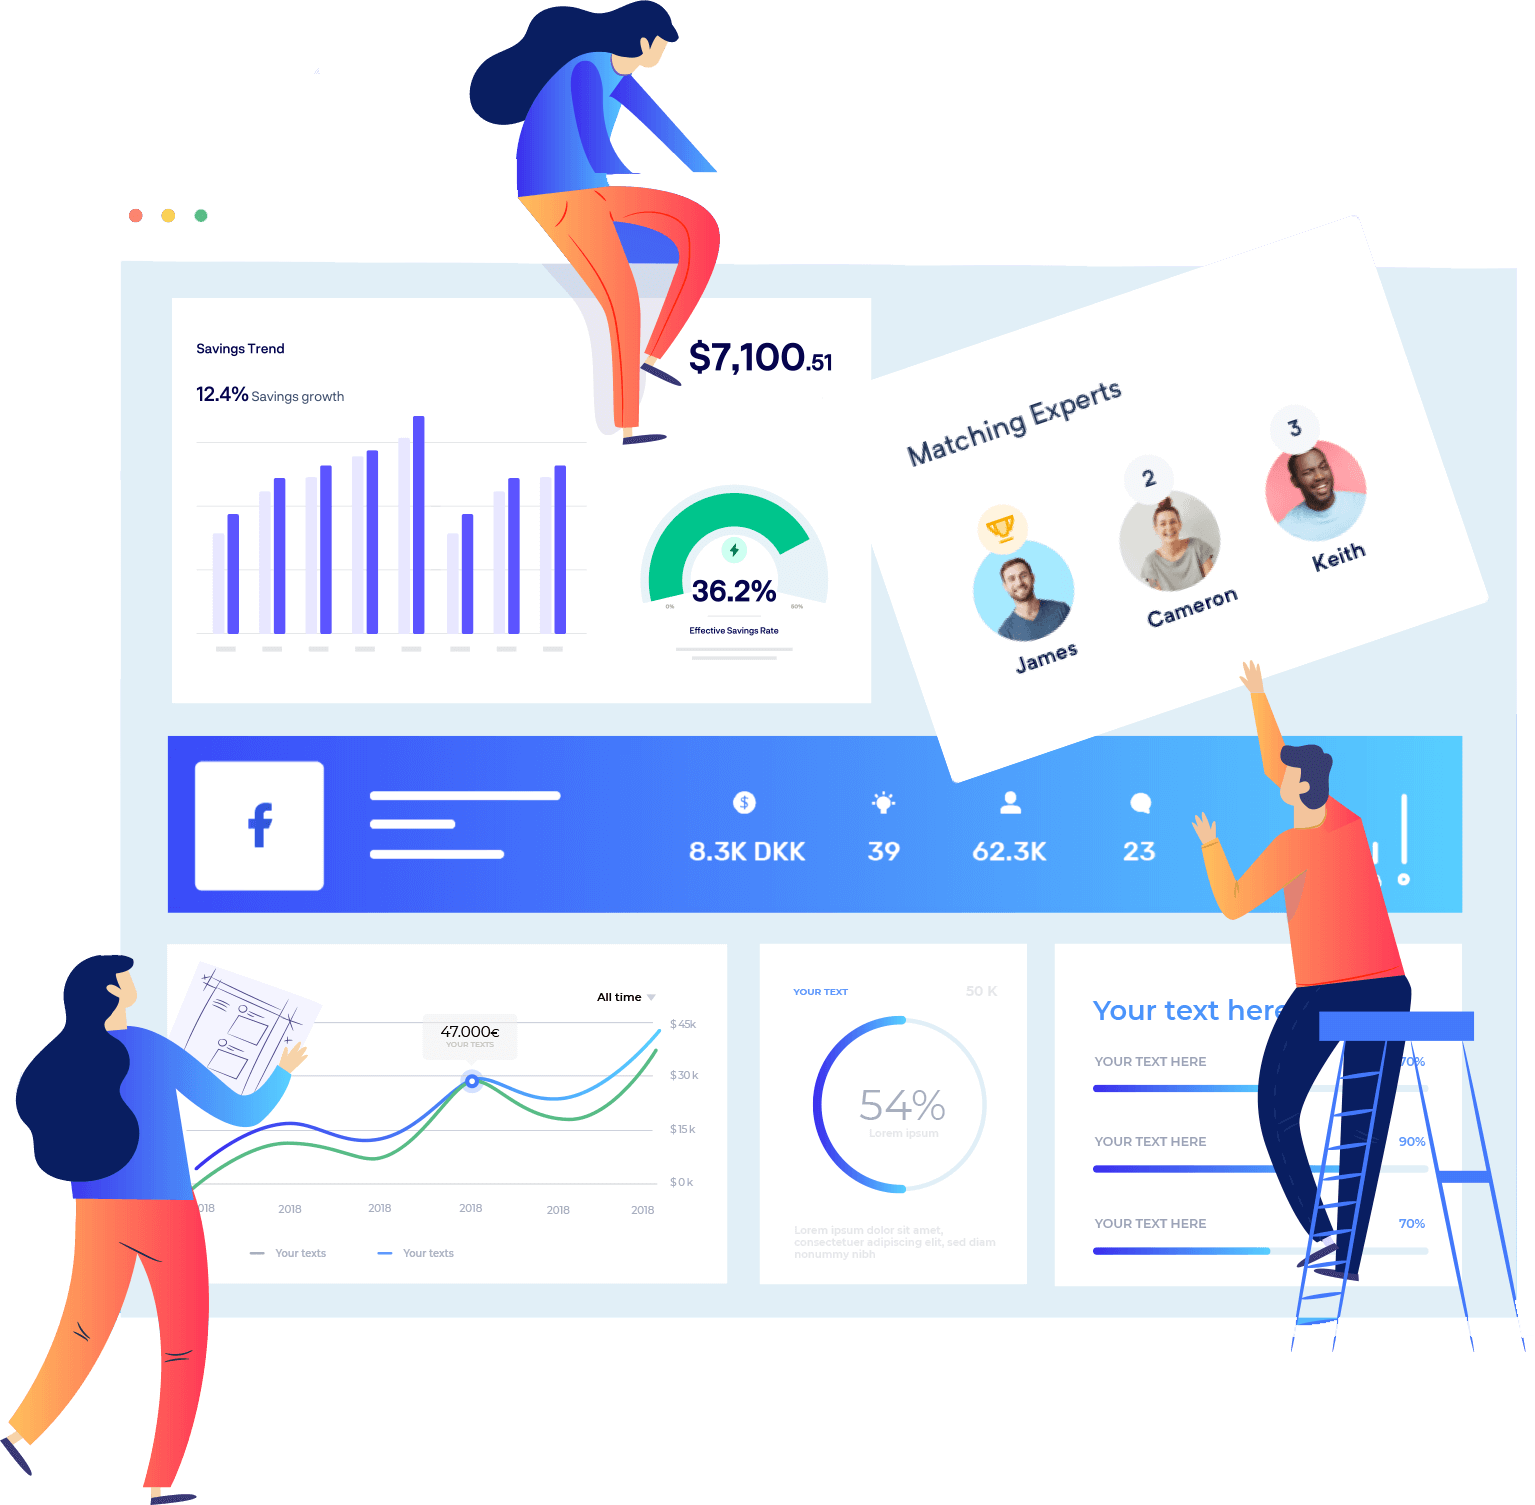 Savings Trend
$7,100.51
12.4% Savings growth
36.2%
0%
Effective Savings Rate
Matching Experts
3
2
Keith
Cameron
James
8.3K DKK
39
62.3K
23
All time
47.000€
YOUR TEXTS
$45k
$30k
$15k
$0k
018
2018
2018
2018
2018
2018
Your texts
Your texts
YOUR TEXT
50 K
54%
Lorem ipsum
Lorem ipsum dolor sit amet,
consectetuer adipiscing elit, sed diam
nonummy nibh
Your text here
YOUR TEXT HERE
70%
YOUR TEXT HERE
90%
YOUR TEXT HERE
70%